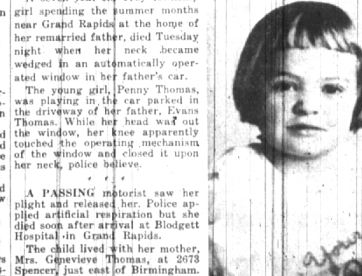 girl spending the summer months
near Grand Rapids at the home of
her remarried father, died Tuesday
night when her neck became
wedged in an automatically oper-
ated window in her father's car.
The young girl, Penny Thomas,
was playing in the car parked in
the driveway of her father, Evans
Thomas. While her head was out
the window, her knee apparently
touched the operating mechanism
of the window and closed it upon
her neck, police believe.
A PASSING motorist saw her
plight and released her. Police ap-
plied artificial respiration but she
died soon after arrival at Blodgett
Hospital in Grand Rapids.
The child lived with her mother,
Mrs. Genevieve Thomas, at 2673
Spencer, just east of Birmingham.